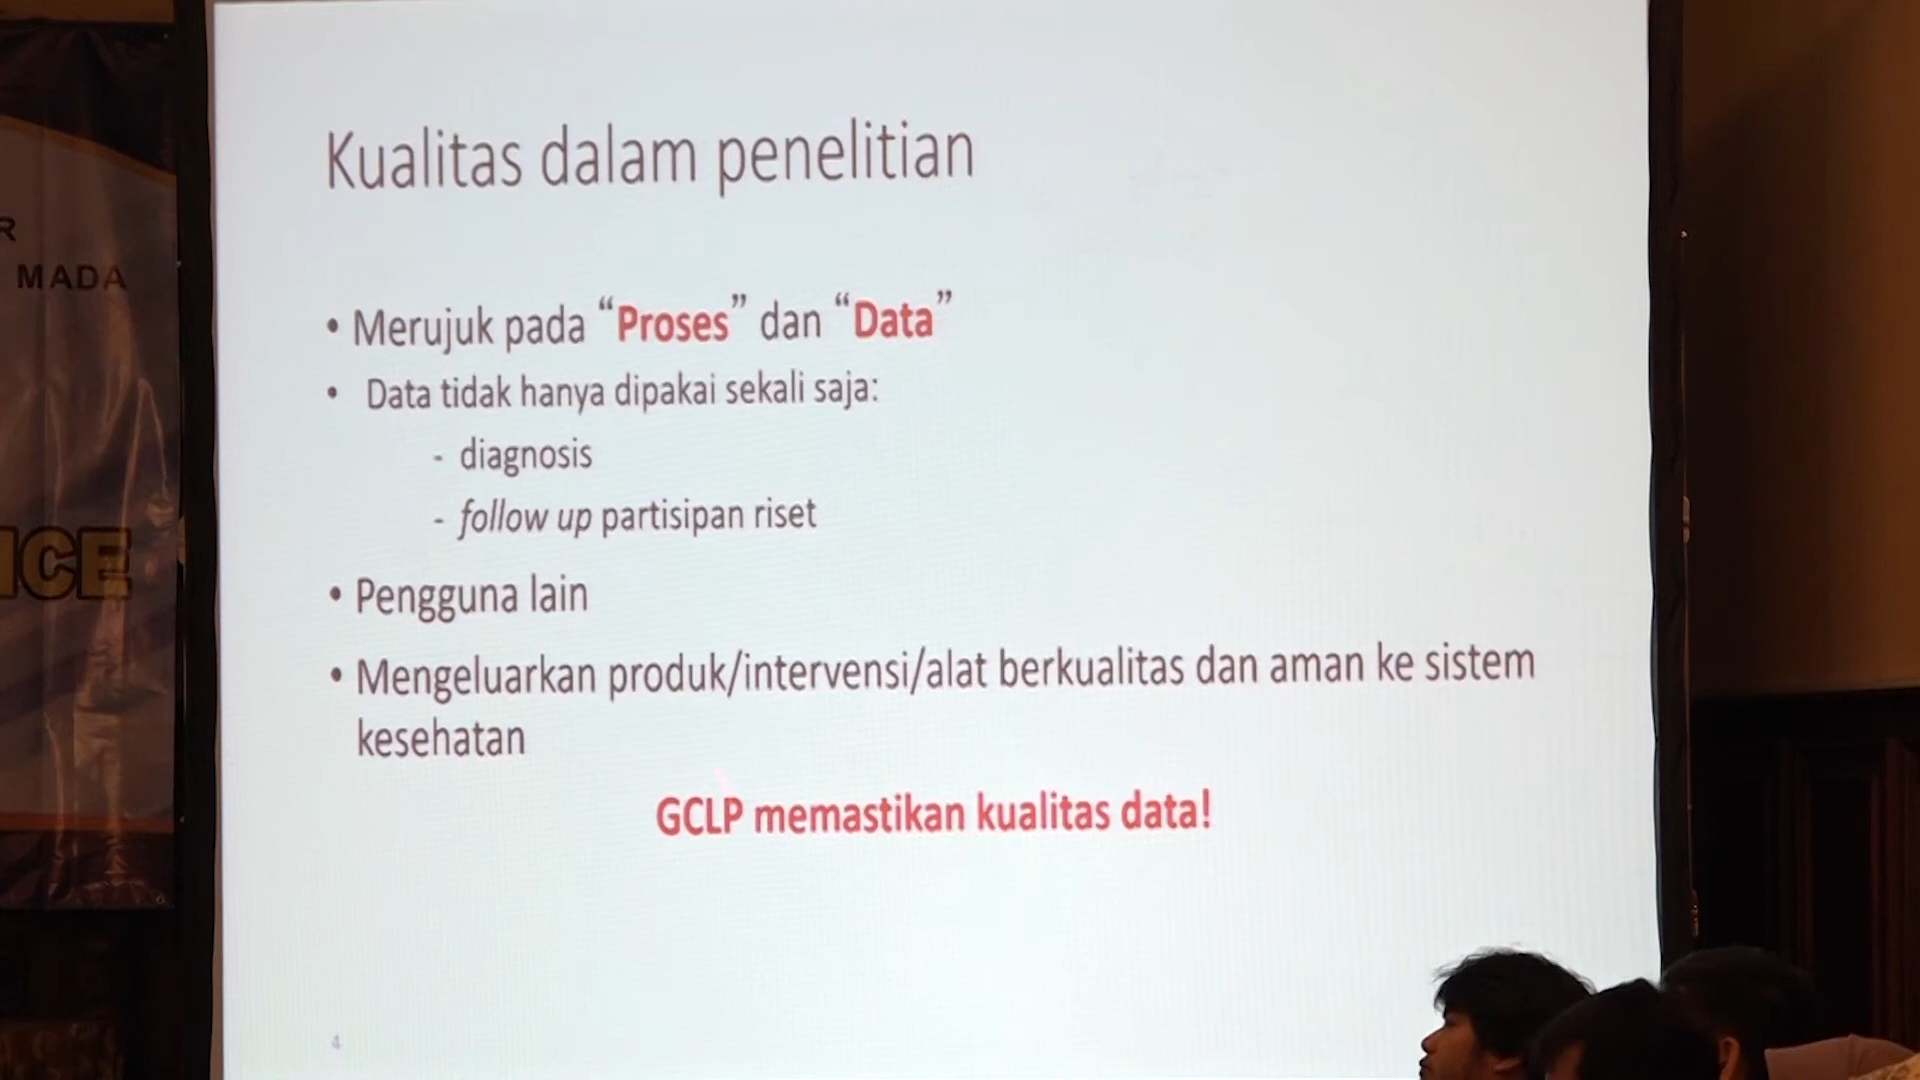 R
MADA
ICE
Kualitas dalam penelitian
• Merujuk pada “Proses” dan “Data”
• Data tidak hanya dipakai sekali saja:
- diagnosis
- follow up partisipan riset
• Pengguna lain
• Mengeluarkan produk/intervensi/alat berkualitas dan aman ke sistem
kesehatan
GCLP memastikan kualitas data!
4